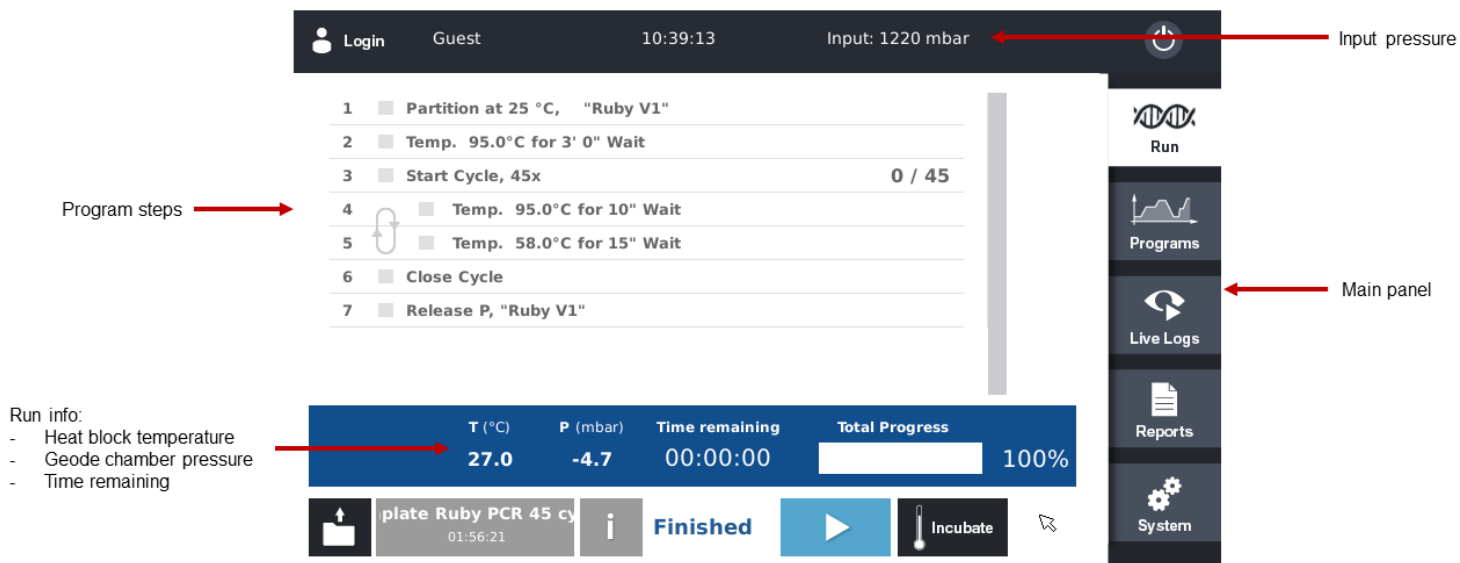 Login Guest 10:39:13 Input: 1220 mbar
Input pressure
1 Partition at 25 °C, "Ruby V1"
2 Temp. 95.0°C for 3' 0" Wait
3 Start Cycle, 45x 0 / 45
4 Temp. 95.0°C for 10" Wait
5 Temp. 58.0°C for 15" Wait
6 Close Cycle
7 Release P, "Ruby V1"
Program steps
Run
Programs
Live Logs
Reports
System
Main panel
Run info:
- Heat block temperature
- Geode chamber pressure
- Time remaining
T (°C) P (mbar) Time remaining Total Progress
27.0 -4.7 00:00:00 100%
plate Ruby PCR 45 cy
01:56:21
i
Finished
Incubate